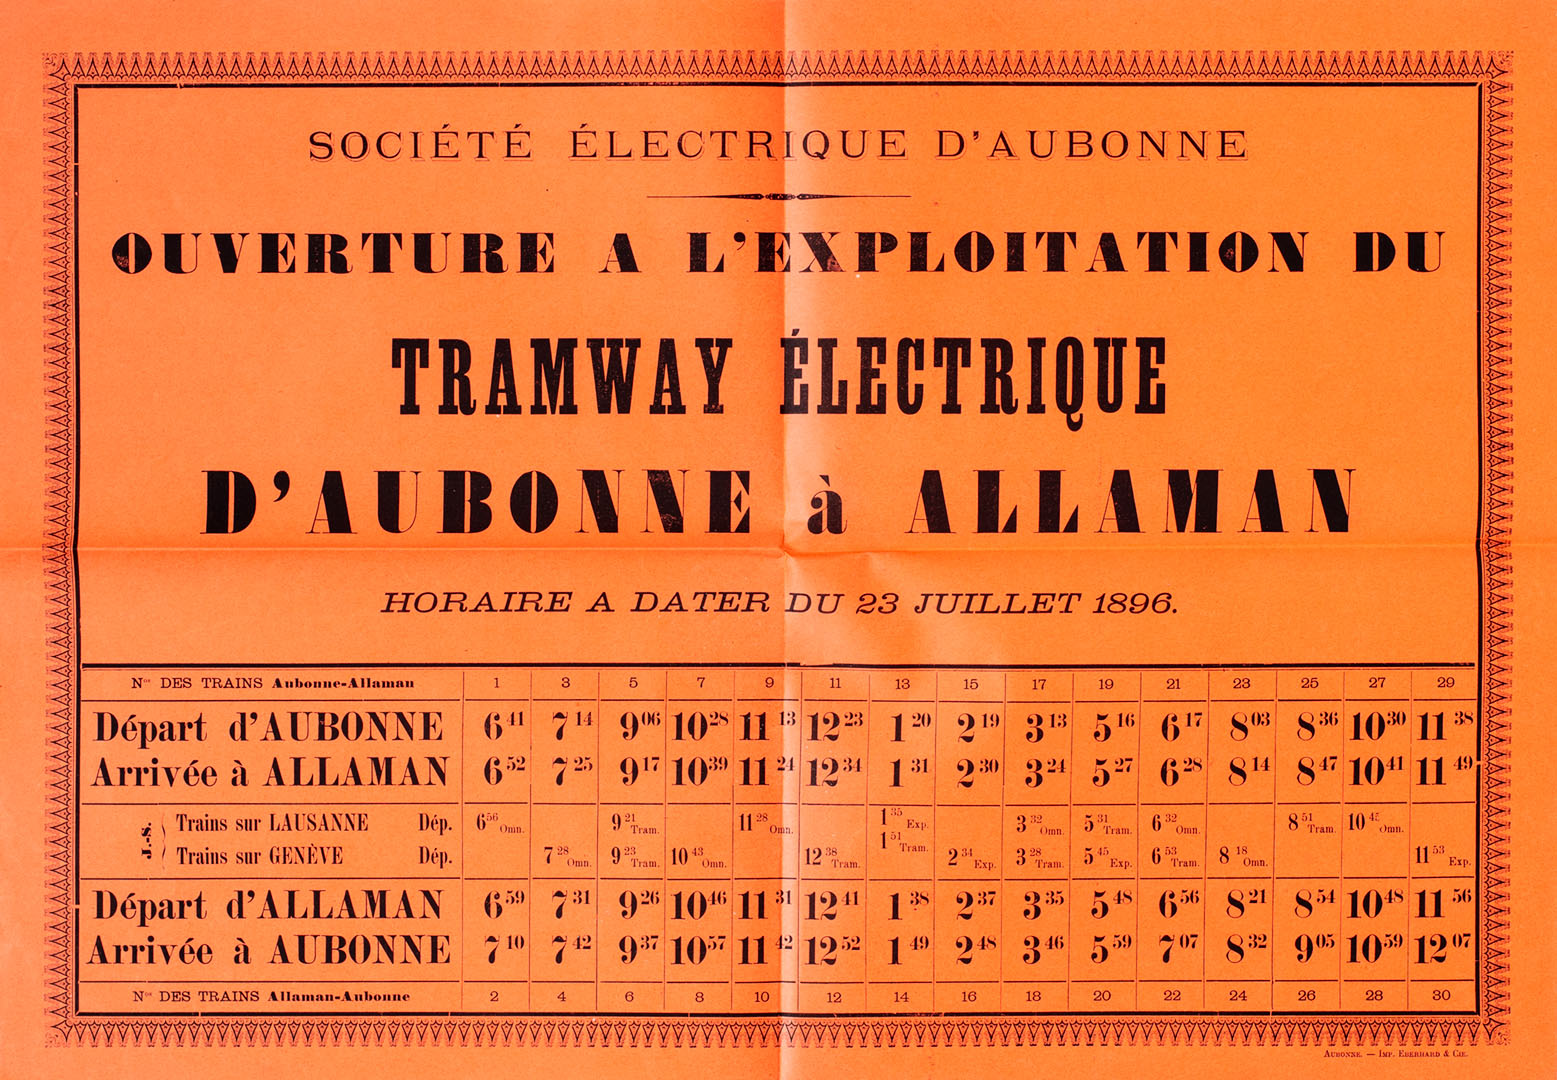 SOCIÉTÉ ÉLECTRIQUE D'AUBONNE
OUVERTURE A L'EXPLOITATION DU
TRAMWAY ÉLECTRIQUE
D'AUBONNE à ALLAMAN
HORAIRE A DATER DU 23 JUILLET 1896.
Nos DES TRAINS Aubonne-Allaman 1 3 5 7 9 11 13 15 17 19 21 23 25 27 29
Départ d'AUBONNE 6 41 7 14 9 06 10 28 11 13 12 23 1 20 2 19 3 13 5 16 6 17 8 03 8 36 10 30 11 38
Arrivée à ALLAMAN 6 52 7 25 9 17 10 39 11 24 12 34 1 31 2 30 3 24 5 27 6 28 8 14 8 47 10 41 11 49
J.-S. Trains sur LAUSANNE Dép. 6 56 Omn. 9 21 Tram. 11 28 Omn. 1 35 Exp. 3 32 Omn. 5 31 Tram. 6 32 Omn. 8 51 Tram. 10 45 Omn.
Trains sur GENÈVE Dép. 7 28 Omn. 9 23 Tram. 10 43 Omn. 12 38 Tram. 1 51 Tram. 2 34 Exp. 3 28 Tram. 5 45 Exp. 6 53 Tram. 8 18 Omn. 11 53 Exp.
Départ d'ALLAMAN 6 59 7 31 9 26 10 46 11 31 12 41 1 38 2 37 3 35 5 48 6 56 8 21 8 54 10 48 11 56
Arrivée à AUBONNE 7 10 7 42 9 37 10 57 11 42 12 52 1 49 2 48 3 46 5 59 7 07 8 32 9 05 10 59 12 07
Nos DES TRAINS Allaman-Aubonne 2 4 6 8 10 12 14 16 18 20 22 24 26 28 30
AUBONNE. — IMP. EBERHARD & CIE.